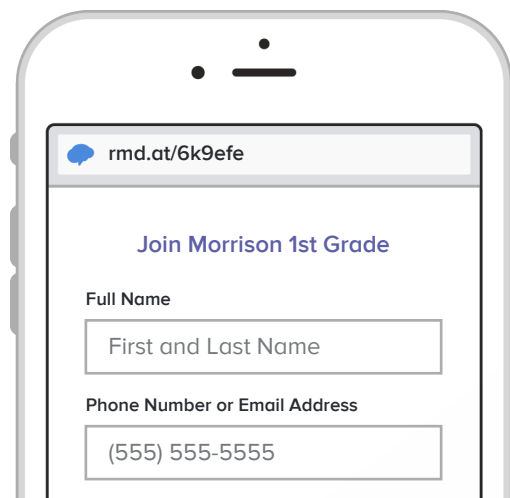 rmd.at/6k9efe
Join Morrison 1st Grade
Full Name
First and Last Name
Phone Number or Email Address
(555) 555-5555